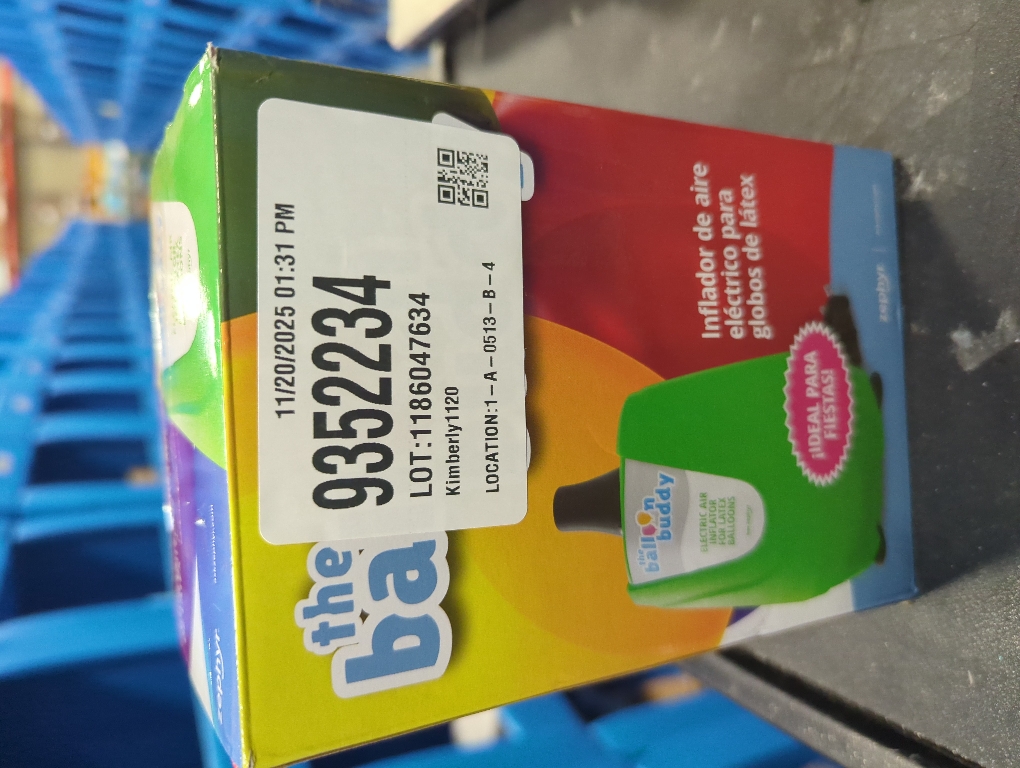 11/20/2025 01:31 PM
9352234
LOT:1186047634
Kimberly1120
LOCATION:1-A-0513-B-4
the
ba
Inflador de aire
eléctrico para
globos de látex
the
balloon
buddy
ELECTRIC AIR
INFLATOR
FOR LATEX
BALLOONS
¡IDEAL PARA
FIESTAS!
zephyr
zephyr